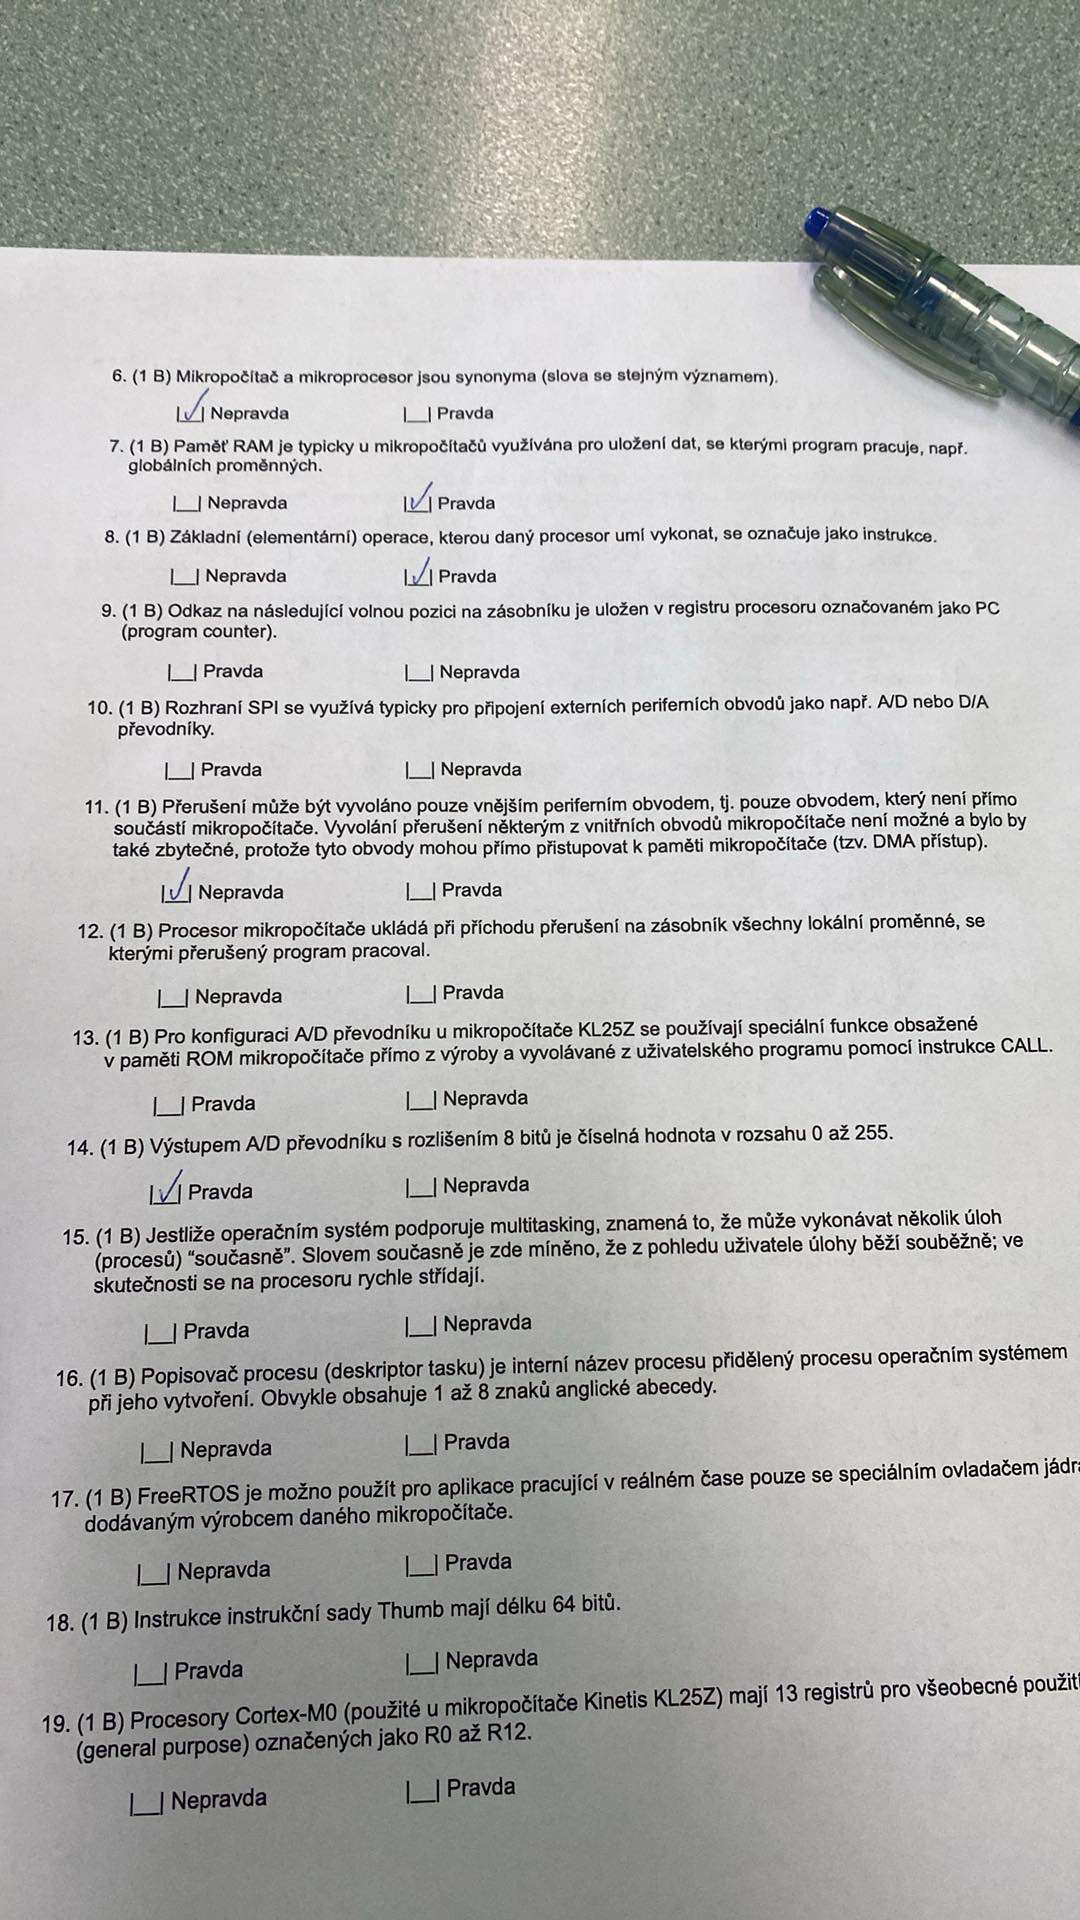 6. (1 B) Mikropočítač a mikroprocesor jsou synonyma (slova se stejným významem).
|✓| Nepravda |__| Pravda
7. (1 B) Paměť RAM je typicky u mikropočítačů využívána pro uložení dat, se kterými program pracuje, např.
globálních proměnných.
|__| Nepravda |✓| Pravda
8. (1 B) Základní (elementární) operace, kterou daný procesor umí vykonat, se označuje jako instrukce.
|__| Nepravda |✓| Pravda
9. (1 B) Odkaz na následující volnou pozici na zásobníku je uložen v registru procesoru označovaném jako PC
(program counter).
|__| Pravda |__| Nepravda
10. (1 B) Rozhraní SPI se využívá typicky pro připojení externích periferních obvodů jako např. A/D nebo D/A
převodníky.
|__| Pravda |__| Nepravda
11. (1 B) Přerušení může být vyvoláno pouze vnějším periferním obvodem, tj. pouze obvodem, který není přímo
součástí mikropočítače. Vyvolání přerušení některým z vnitřních obvodů mikropočítače není možné a bylo by
také zbytečné, protože tyto obvody mohou přímo přistupovat k paměti mikropočítače (tzv. DMA přístup).
|✓| Nepravda |__| Pravda
12. (1 B) Procesor mikropočítače ukládá při příchodu přerušení na zásobník všechny lokální proměnné, se
kterými přerušený program pracoval.
|__| Nepravda |__| Pravda
13. (1 B) Pro konfiguraci A/D převodníku u mikropočítače KL25Z se používají speciální funkce obsažené
v paměti ROM mikropočítače přímo z výroby a vyvolávané z uživatelského programu pomocí instrukce CALL.
|__| Pravda |__| Nepravda
14. (1 B) Výstupem A/D převodníku s rozlišením 8 bitů je číselná hodnota v rozsahu 0 až 255.
|✓| Pravda |__| Nepravda
15. (1 B) Jestliže operačním systém podporuje multitasking, znamená to, že může vykonávat několik úloh
(procesů) “současně”. Slovem současně je zde míněno, že z pohledu uživatele úlohy běží souběžně; ve
skutečnosti se na procesoru rychle střídají.
|__| Pravda |__| Nepravda
16. (1 B) Popisovač procesu (deskriptor tasku) je interní název procesu přidělený procesu operačním systémem
při jeho vytvoření. Obvykle obsahuje 1 až 8 znaků anglické abecedy.
|__| Nepravda |__| Pravda
17. (1 B) FreeRTOS je možno použít pro aplikace pracující v reálném čase pouze se speciálním ovladačem jádra
dodávaným výrobcem daného mikropočítače.
|__| Nepravda |__| Pravda
18. (1 B) Instrukce instrukční sady Thumb mají délku 64 bitů.
|__| Pravda |__| Nepravda
19. (1 B) Procesory Cortex-M0 (použité u mikropočítače Kinetis KL25Z) mají 13 registrů pro všeobecné použití
(general purpose) označených jako R0 až R12.
|__| Nepravda |__| Pravda